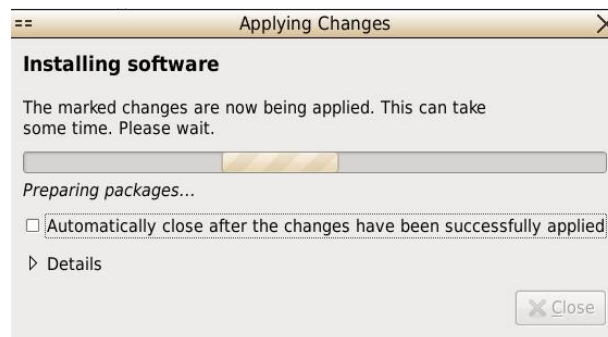 Applying Changes
Installing software
The marked changes are now being applied. This can take
some time. Please wait.
Preparing packages...
Automatically close after the changes have been successfully applied
Details
Close